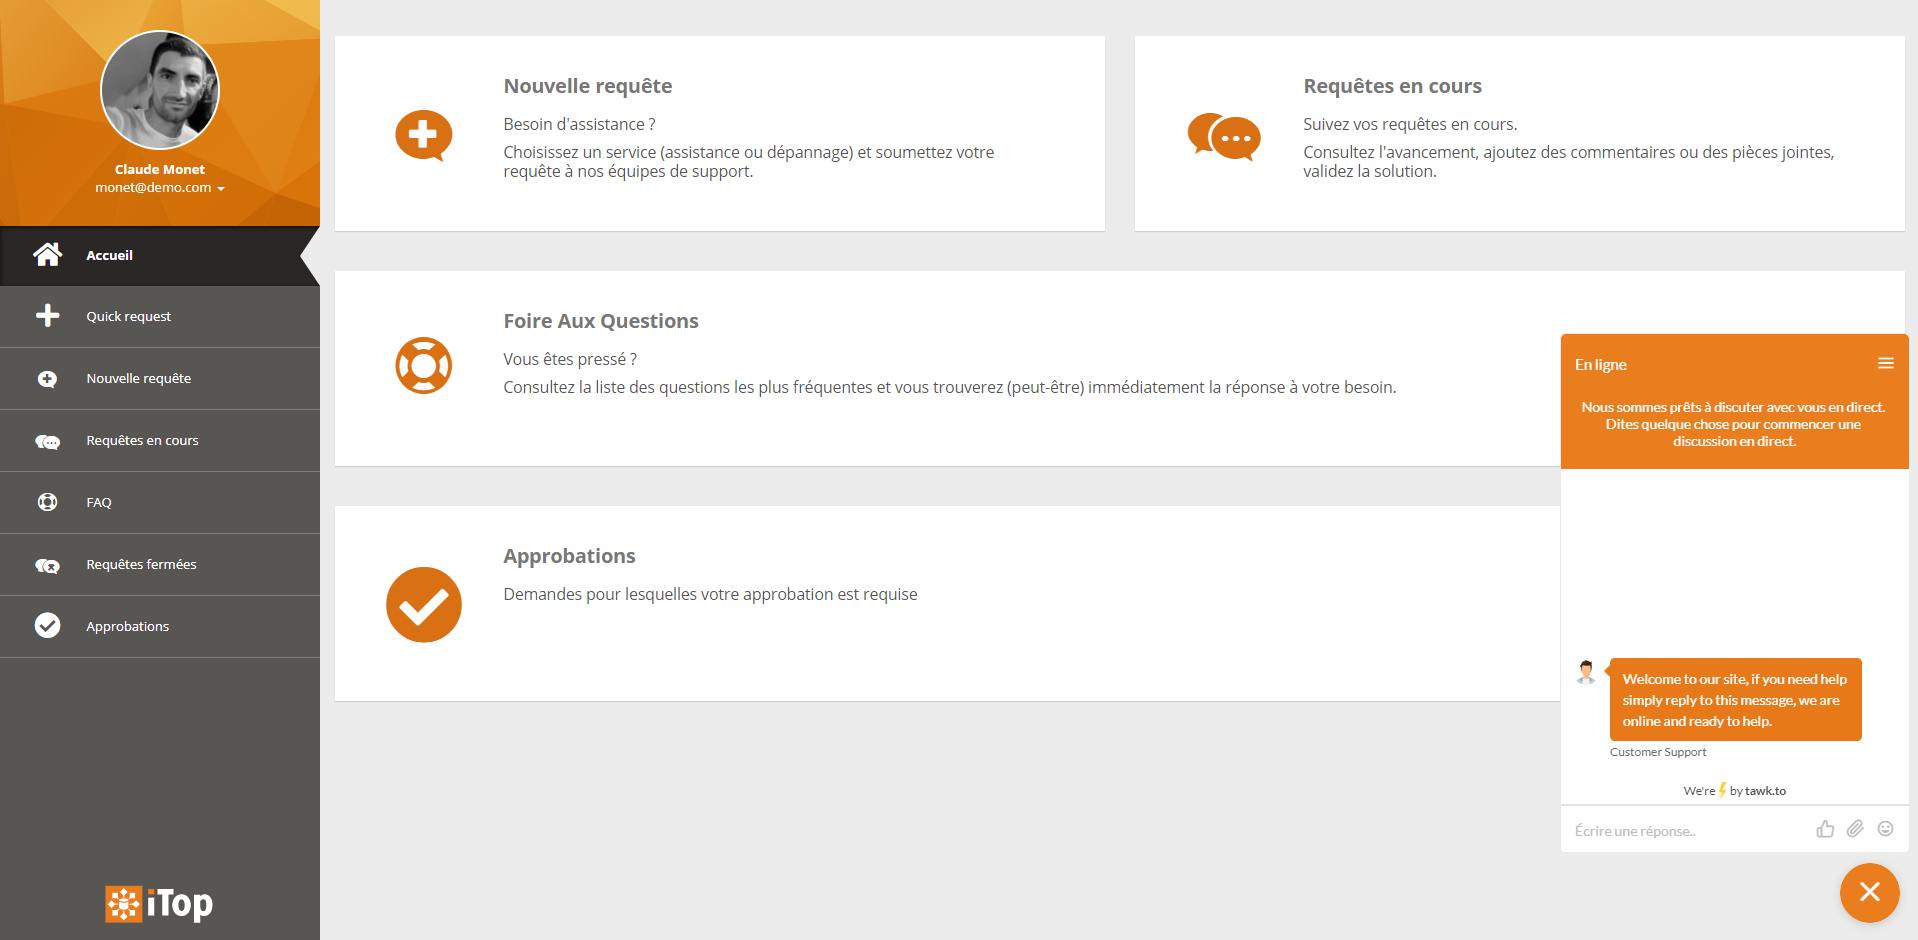 Claude Monet
monet@demo.com
Accueil
Quick request
Nouvelle requête
Requêtes en cours
FAQ
Requêtes fermées
Approbations
iTop
Nouvelle requête
Besoin d'assistance ?
Choisissez un service (assistance ou dépannage) et soumettez votre
requête à nos équipes de support.
Requêtes en cours
Suivez vos requêtes en cours.
Consultez l'avancement, ajoutez des commentaires ou des pièces jointes,
validez la solution.
Foire Aux Questions
Vous êtes pressé ?
Consultez la liste des questions les plus fréquentes et vous trouverez (peut-être) immédiatement la réponse à votre besoin.
Approbations
Demandes pour lesquelles votre approbation est requise
En ligne
Nous sommes prêts à discuter avec vous en direct.
Dites quelque chose pour commencer une
discussion en direct.
Welcome to our site, if you need help
simply reply to this message, we are
online and ready to help.
Customer Support
We're by tawk.to
Écrire une réponse..